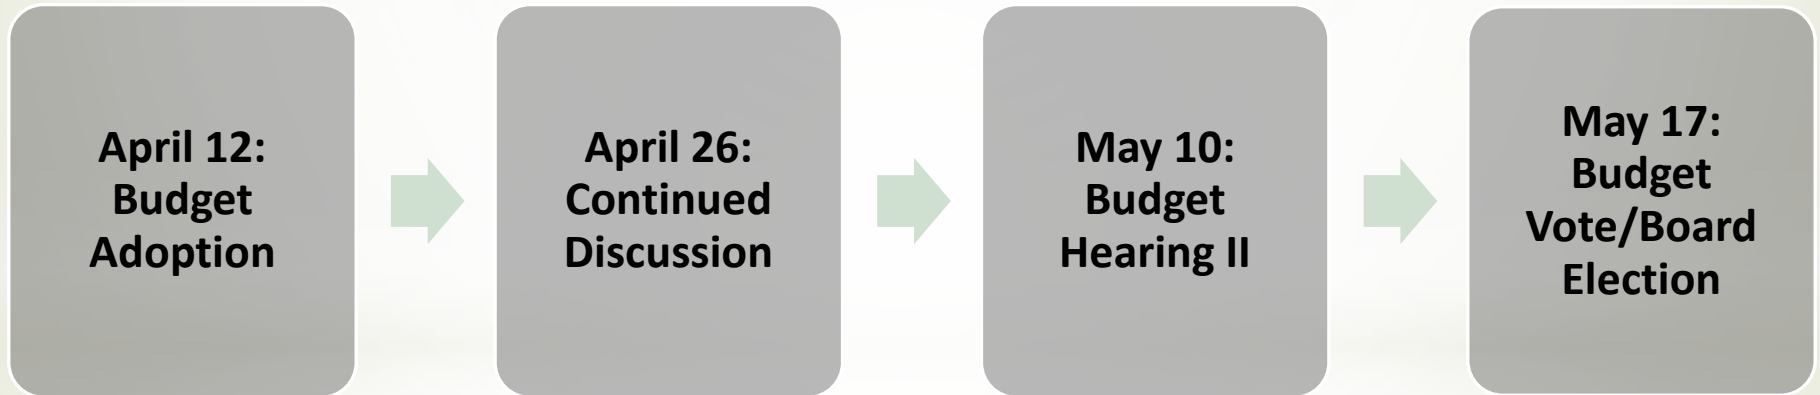 April 12:
Budget
Adoption
April 26:
Continued
Discussion
May 10:
Budget
Hearing II
May 17:
Budget
Vote/Board
Election